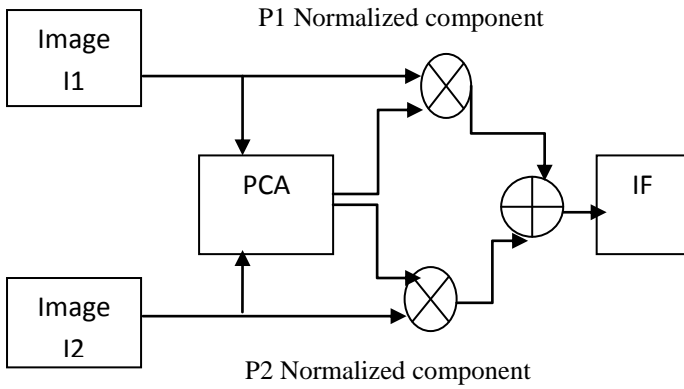 P1 Normalized component
Image
I1
PCA
IF
Image
I2
P2 Normalized component